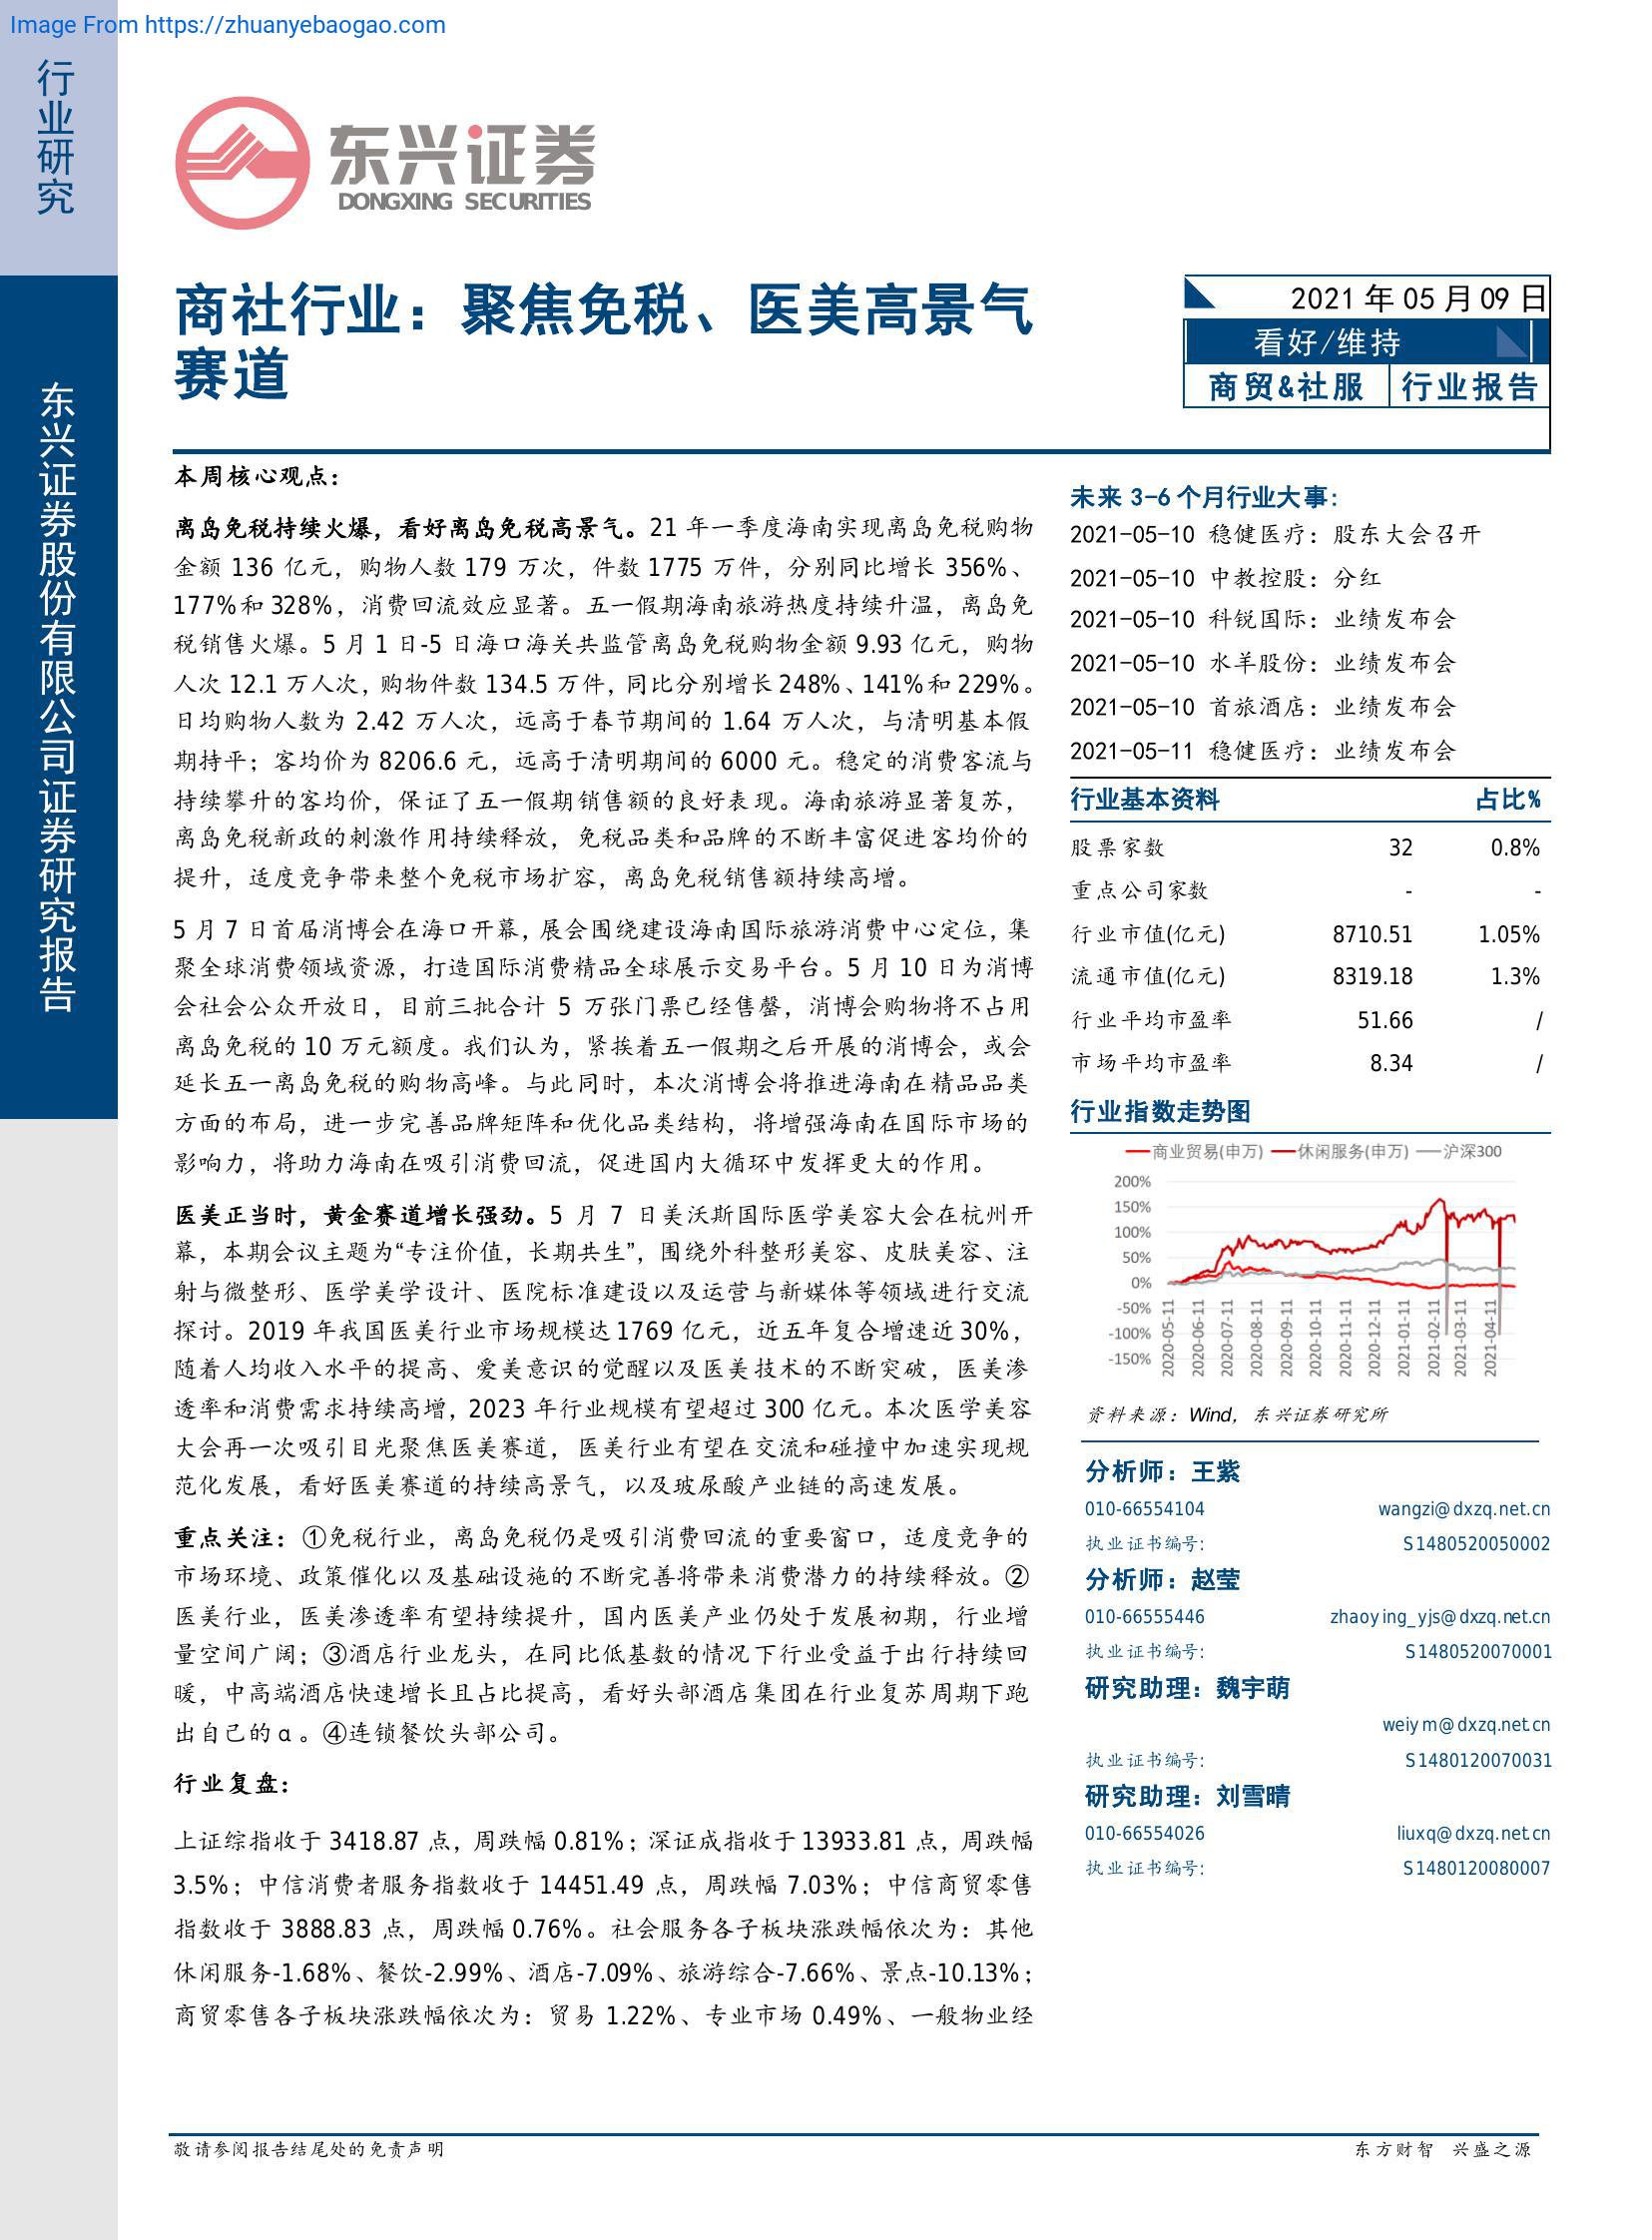 Image From https://zhuanyebaogao.com
行业研究
东兴证券股份有限公司证券研究报告
东兴证券
DONGXING SECURITIES
商社行业：聚焦免税、医美高景气
赛道
2021 年 05 月 09 日
看好/维持
商贸&社服 行业报告
本周核心观点：
离岛免税持续火爆，看好离岛免税高景气。21 年一季度海南实现离岛免税购物
金额 136 亿元，购物人数 179 万次，件数 1775 万件，分别同比增长 356%、
177%和 328%，消费回流效应显著。五一假期海南旅游热度持续升温，离岛免
税销售火爆。5 月 1 日-5 日海口海关共监管离岛免税购物金额 9.93 亿元，购物
人次 12.1 万人次，购物件数 134.5 万件，同比分别增长 248%、141%和 229%。
日均购物人数为 2.42 万人次，远高于春节期间的 1.64 万人次，与清明基本假
期持平；客均价为 8206.6 元，远高于清明期间的 6000 元。稳定的消费客流与
持续攀升的客均价，保证了五一假期销售额的良好表现。海南旅游显著复苏，
离岛免税新政的刺激作用持续释放，免税品类和品牌的不断丰富促进客均价的
提升，适度竞争带来整个免税市场扩容，离岛免税销售额持续高增。
5 月 7 日首届消博会在海口开幕，展会围绕建设海南国际旅游消费中心定位，集
聚全球消费领域资源，打造国际消费精品全球展示交易平台。5 月 10 日为消博
会社会公众开放日，目前三批合计 5 万张门票已经售罄，消博会购物将不占用
离岛免税的 10 万元额度。我们认为，紧挨着五一假期之后开展的消博会，或会
延长五一离岛免税的购物高峰。与此同时，本次消博会将推进海南在精品品类
方面的布局，进一步完善品牌矩阵和优化品类结构，将增强海南在国际市场的
影响力，将助力海南在吸引消费回流，促进国内大循环中发挥更大的作用。
医美正当时，黄金赛道增长强劲。5 月 7 日美沃斯国际医学美容大会在杭州开
幕，本期会议主题为“专注价值，长期共生”，围绕外科整形美容、皮肤美容、注
射与微整形、医学美学设计、医院标准建设以及运营与新媒体等领域进行交流
探讨。2019 年我国医美行业市场规模达 1769 亿元，近五年复合增速近 30%，
随着人均收入水平的提高、爱美意识的觉醒以及医美技术的不断突破，医美渗
透率和消费需求持续高增，2023 年行业规模有望超过 300 亿元。本次医学美容
大会再一次吸引目光聚焦医美赛道，医美行业有望在交流和碰撞中加速实现规
范化发展，看好医美赛道的持续高景气，以及玻尿酸产业链的高速发展。
重点关注：①免税行业，离岛免税仍是吸引消费回流的重要窗口，适度竞争的
市场环境、政策催化以及基础设施的不断完善将带来消费潜力的持续释放。②
医美行业，医美渗透率有望持续提升，国内医美产业仍处于发展初期，行业增
量空间广阔；③酒店行业龙头，在同比低基数的情况下行业受益于出行持续回
暖，中高端酒店快速增长且占比提高，看好头部酒店集团在行业复苏周期下跑
出自己的 α。④连锁餐饮头部公司。
行业复盘：
上证综指收于 3418.87 点，周跌幅 0.81%；深证成指收于 13933.81 点，周跌幅
3.5%；中信消费者服务指数收于 14451.49 点，周跌幅 7.03%；中信商贸零售
指数收于 3888.83 点，周跌幅 0.76%。社会服务各子板块涨跌幅依次为：其他
休闲服务-1.68%、餐饮-2.99%、酒店-7.09%、旅游综合-7.66%、景点-10.13%；
商贸零售各子板块涨跌幅依次为：贸易 1.22%、专业市场 0.49%、一般物业经
未来 3-6 个月行业大事：
2021-05-10 稳健医疗：股东大会召开
2021-05-10 中教控股：分红
2021-05-10 科锐国际：业绩发布会
2021-05-10 水羊股份：业绩发布会
2021-05-10 首旅酒店：业绩发布会
2021-05-11 稳健医疗：业绩发布会
行业基本资料 占比%
股票家数 32 0.8%
重点公司家数 - -
行业市值(亿元) 8710.51 1.05%
流通市值(亿元) 8319.18 1.3%
行业平均市盈率 51.66 /
市场平均市盈率 8.34 /
行业指数走势图
商业贸易(申万) 休闲服务(申万) 沪深300
200%
150%
100%
50%
0%
-50%
-100%
-150%
2020-05-11
2020-06-11
2020-07-11
2020-08-11
2020-09-11
2020-10-11
2020-11-11
2020-12-11
2021-01-11
2021-02-11
2021-03-11
2021-04-11
资料来源：Wind，东兴证券研究所
分析师：王紫
010-66554104 wangzi@dxzq.net.cn
执业证书编号: S1480520050002
分析师：赵莹
010-66555446 zhaoying_yjs@dxzq.net.cn
执业证书编号: S1480520070001
研究助理：魏宇萌
weiym@dxzq.net.cn
执业证书编号: S1480120070031
研究助理：刘雪晴
010-66554026 liuxq@dxzq.net.cn
执业证书编号: S1480120080007
敬请参阅报告结尾处的免责声明
东方财智 兴盛之源